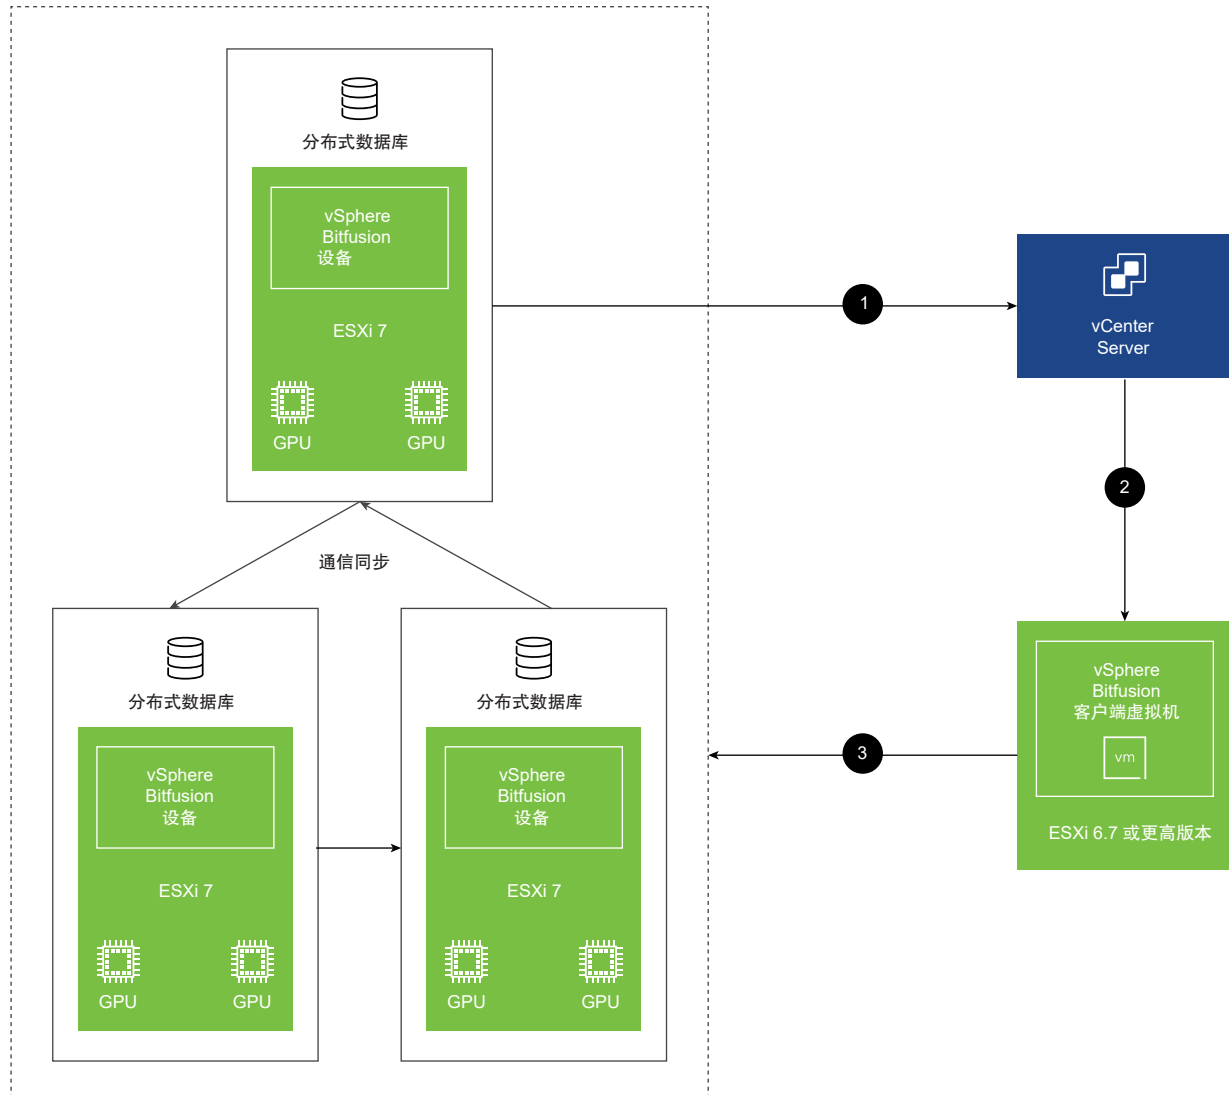 分布式数据库
vSphere
Bitfusion
设备
ESXi 7
GPU
GPU
1
vCenter
Server
2
通信同步
分布式数据库
vSphere
Bitfusion
设备
ESXi 7
GPU
GPU
分布式数据库
vSphere
Bitfusion
设备
ESXi 7
GPU
GPU
3
vSphere
Bitfusion
客户端虚拟机
vm
ESXi 6.7 或更高版本